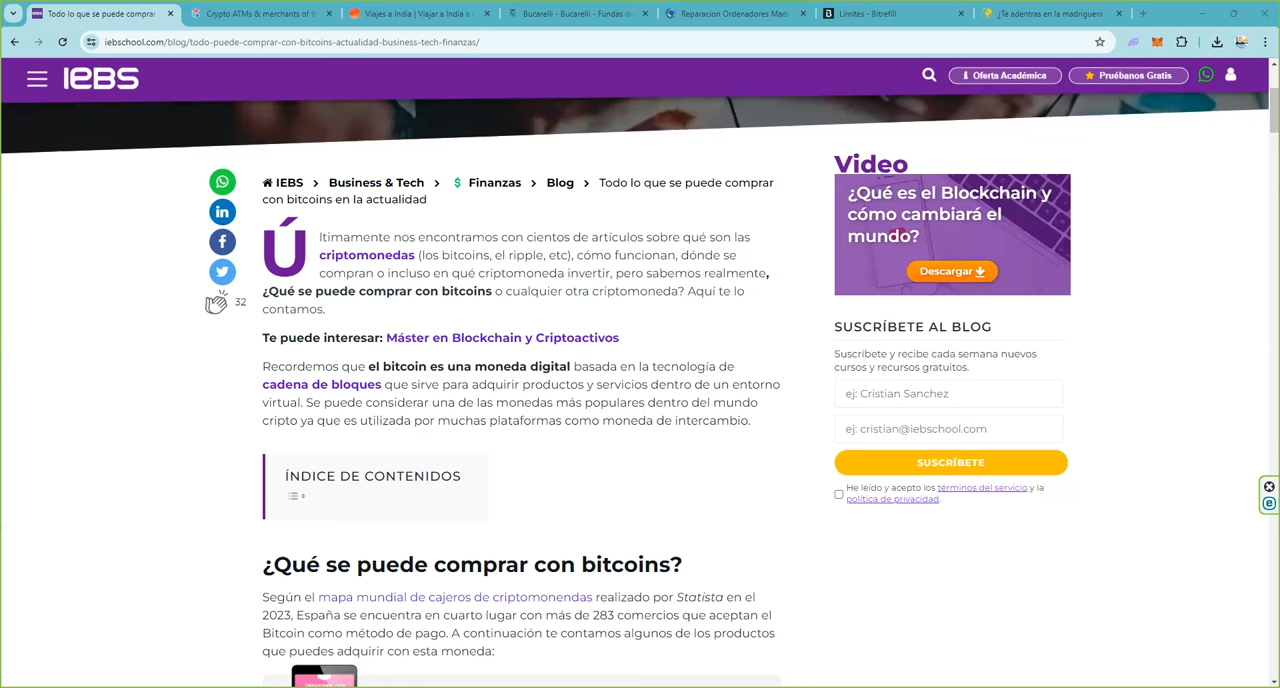 Todo lo que se puede comprar
Crypto ATMs & merchants of t
Viajes a India | Viajar a India a
Bucarelli - Bucarelli - Fundas d
Reparacion Ordenadores Mad
Límites - Bitrefill
¿Te adentras en la madriguera
iebschool.com/blog/todo-puede-comprar-con-bitcoins-actualidad-business-tech-finanzas/
IEBS
Oferta Académica
Pruébanos Gratis
IEBS > Business & Tech > $ Finanzas > Blog > Todo lo que se puede comprar
con bitcoins en la actualidad
Últimamente nos encontramos con cientos de artículos sobre qué son las
criptomonedas (los bitcoins, el ripple, etc), cómo funcionan, dónde se
compran o incluso en qué criptomoneda invertir, pero sabemos realmente,
¿Qué se puede comprar con bitcoins o cualquier otra criptomoneda? Aquí te lo
contamos.
32
Te puede interesar: Máster en Blockchain y Criptoactivos
Recordemos que el bitcoin es una moneda digital basada en la tecnología de
cadena de bloques que sirve para adquirir productos y servicios dentro de un entorno
virtual. Se puede considerar una de las monedas más populares dentro del mundo
cripto ya que es utilizada por muchas plataformas como moneda de intercambio.
ÍNDICE DE CONTENIDOS
¿Qué se puede comprar con bitcoins?
Según el mapa mundial de cajeros de criptomonendas realizado por Statista en el
2023, España se encuentra en cuarto lugar con más de 283 comercios que aceptan el
Bitcoin como método de pago. A continuación te contamos algunos de los productos
que puedes adquirir con esta moneda:
Video
¿Qué es el Blockchain y
cómo cambiará el
mundo?
Descargar
SUSCRÍBETE AL BLOG
Suscríbete y recibe cada semana nuevos
cursos y recursos gratuitos.
ej: Cristian Sanchez
ej: cristian@iebschool.com
SUSCRÍBETE
He leído y acepto los términos del servicio y la
política de privacidad.